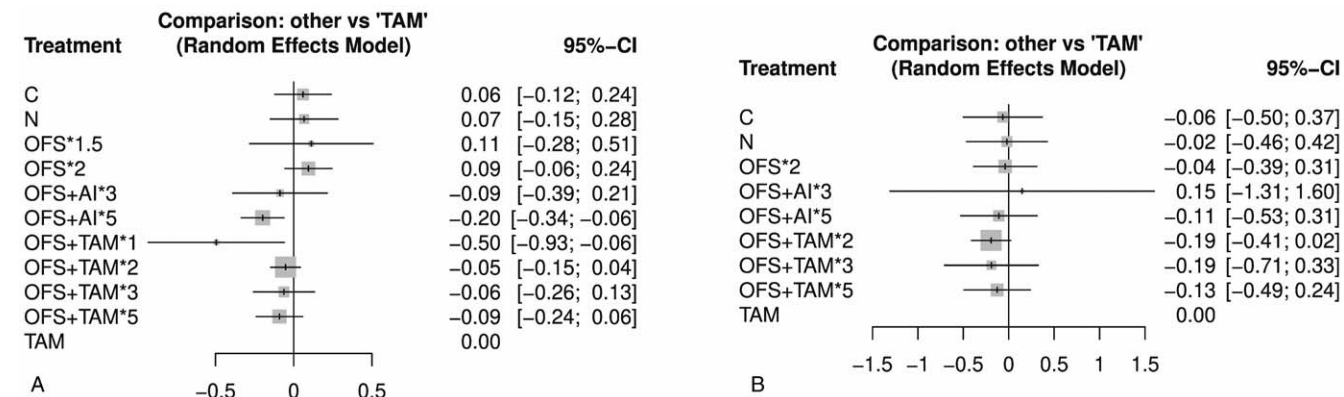 Comparison: other vs 'TAM'
Treatment (Random Effects Model) 95%−CI
C 0.06 [−0.12; 0.24]
N 0.07 [−0.15; 0.28]
OFS*1.5 0.11 [−0.28; 0.51]
OFS*2 0.09 [−0.06; 0.24]
OFS+AI*3 −0.09 [−0.39; 0.21]
OFS+AI*5 −0.20 [−0.34; −0.06]
OFS+TAM*1 −0.50 [−0.93; −0.06]
OFS+TAM*2 −0.05 [−0.15; 0.04]
OFS+TAM*3 −0.06 [−0.26; 0.13]
OFS+TAM*5 −0.09 [−0.24; 0.06]
TAM 0.00
−0.5 0 0.5
A
Comparison: other vs 'TAM'
Treatment (Random Effects Model) 95%−CI
C −0.06 [−0.50; 0.37]
N −0.02 [−0.46; 0.42]
OFS*2 −0.04 [−0.39; 0.31]
OFS+AI*3 0.15 [−1.31; 1.60]
OFS+AI*5 −0.11 [−0.53; 0.31]
OFS+TAM*2 −0.19 [−0.41; 0.02]
OFS+TAM*3 −0.19 [−0.71; 0.33]
OFS+TAM*5 −0.13 [−0.49; 0.24]
TAM 0.00
−1.5 −1 −0.5 0 0.5 1 1.5
B